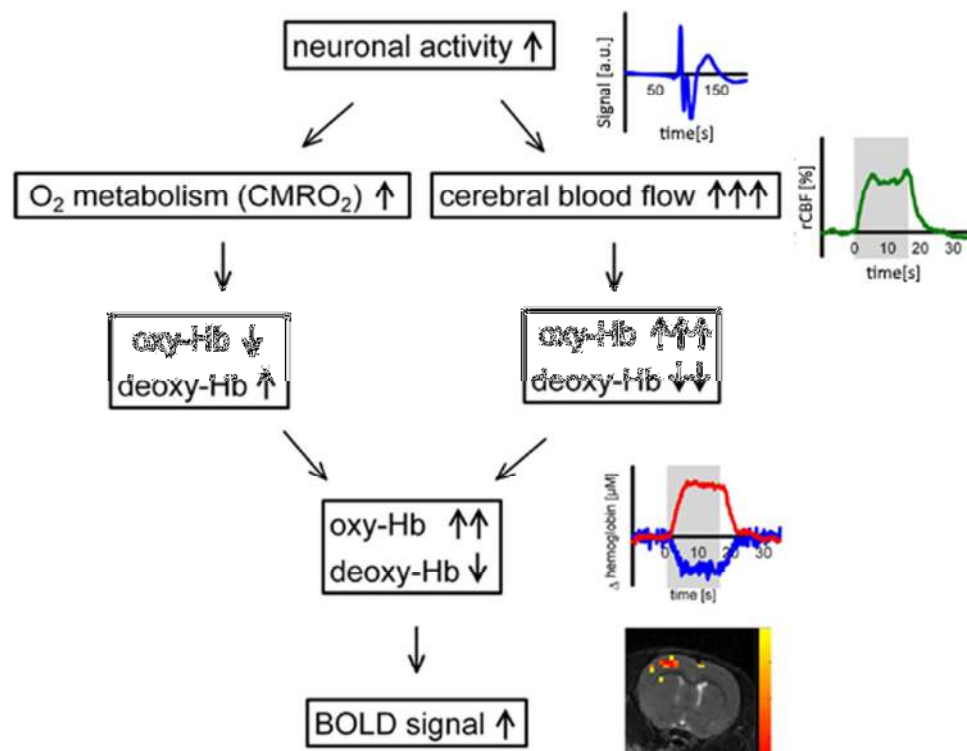 neuronal activity ↑
Signal [a.u.]
50 150
time[s]
O₂ metabolism (CMRO₂) ↑
cerebral blood flow ↑↑↑
rCBF [%]
0 10 20 30
time[s]
oxy-Hb ↓
deoxy-Hb ↑
oxy-Hb ↑↑↑
deoxy-Hb ↓↓
oxy-Hb ↑↑
deoxy-Hb ↓
Δ hemoglobin [µM]
0 10 20 30
time [s]
BOLD signal ↑